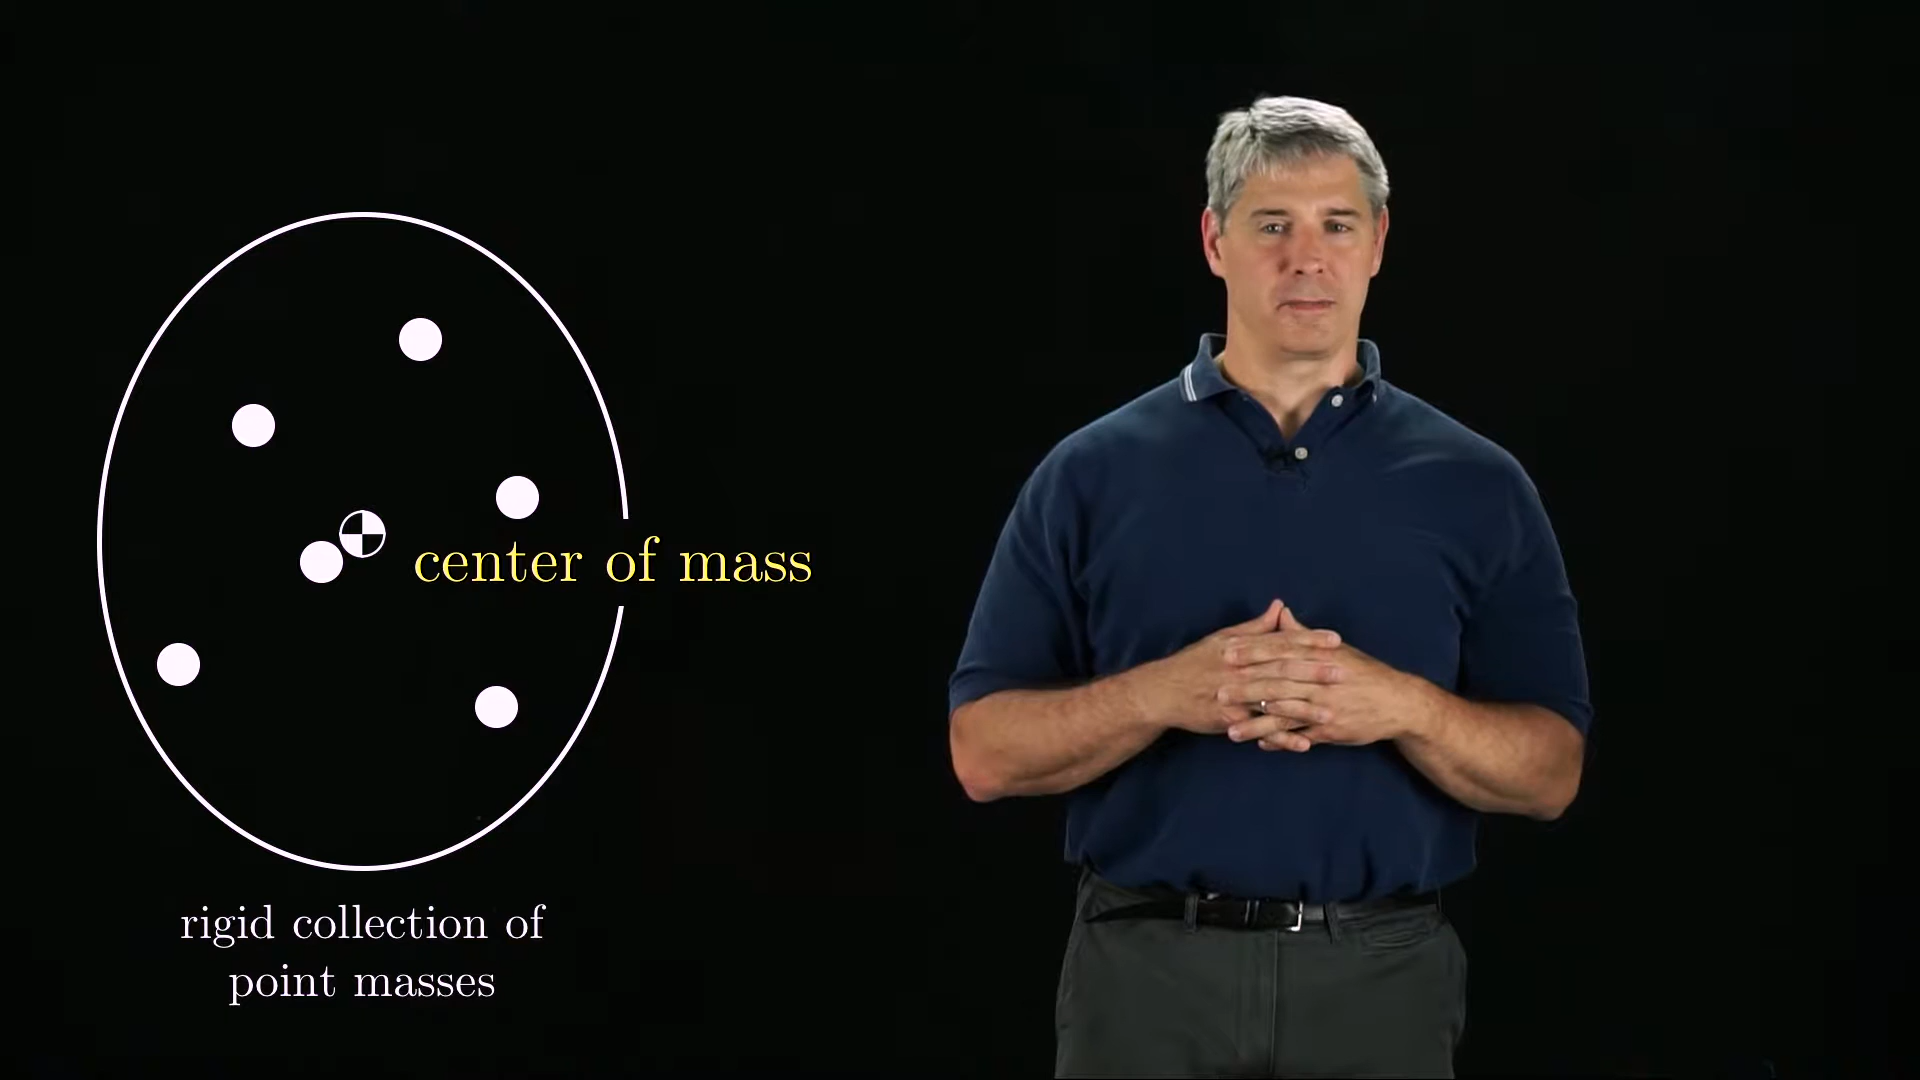 center of mass
rigid collection of
point masses